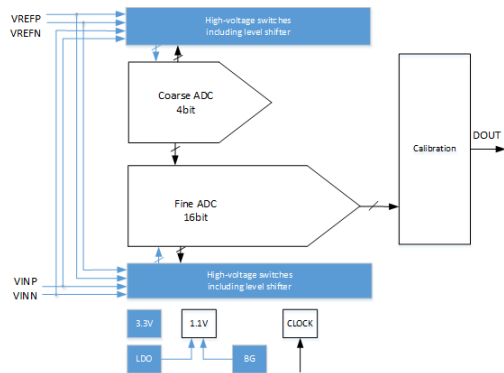 VREFP
VREFN
High-voltage switches
including level shifter
Coarse ADC
4bit
Fine ADC
16bit
Calibration
DOUT
VINP
VINN
High-voltage switches
including level shifter
3.3V
1.1V
CLOCK
LDO
BG